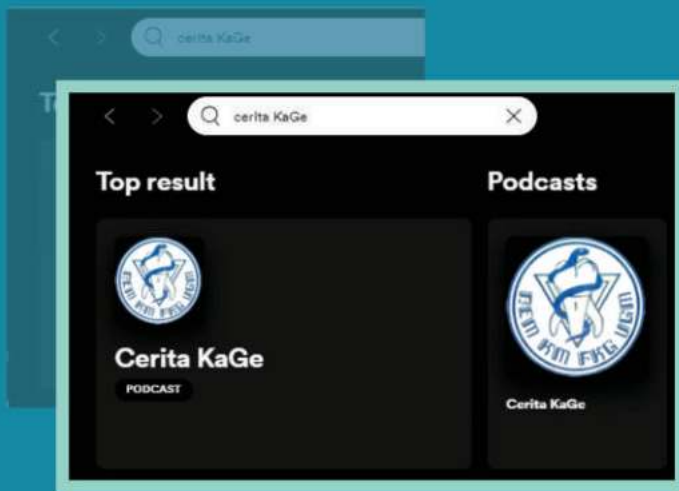 cerita KaGe
cerita KaGe
Top result
Podcasts
BEM KM FKG UGM
Cerita KaGe
PODCAST
BEM KM FKG UGM
Cerita KaGe